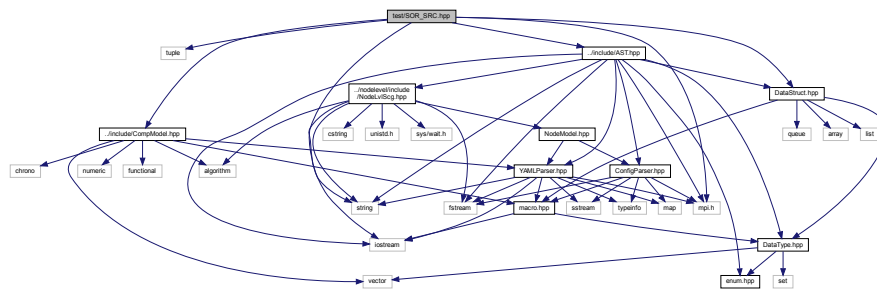 test/SOR_SRC.hpp
tuple
../include/AST.hpp
../nodelevel/include
/NodeLvlScg.hpp
DataStruct.hpp
../include/CompModel.hpp
cstring
unistd.h
sys/wait.h
NodeModel.hpp
queue
array
list
chrono
numeric
functional
algorithm
YAMLParser.hpp
ConfigParser.hpp
string
fstream
macro.hpp
sstream
typeinfo
map
mpi.h
iostream
DataType.hpp
vector
enum.hpp
set